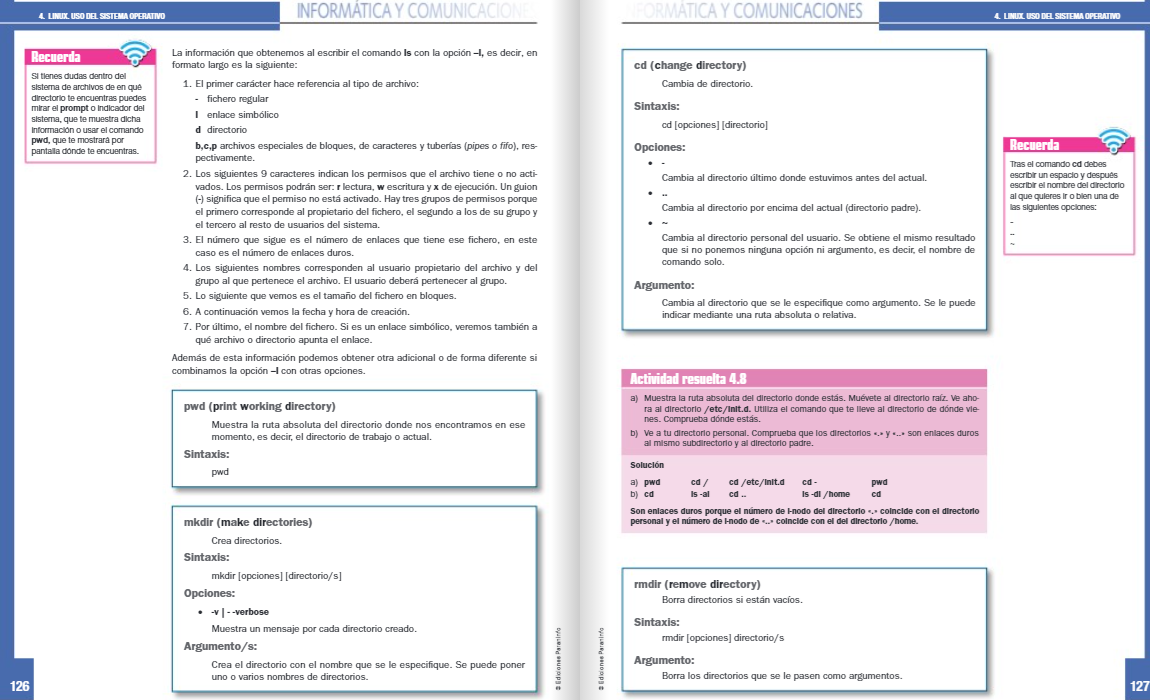 4. LINUX. USO DEL SISTEMA OPERATIVO
INFORMÁTICA Y COMUNICACIONE
Recuerda
Si tienes dudas dentro del
sistema de archivos de en qué
directorio te encuentras puedes
mirar el prompt o indicador del
sistema, que te muestra dicha
información o usar el comando
pwd, que te mostrará por
pantalla dónte te encuentras.
La información que obtenemos al escribir el comando ls con la opción –l, es decir, en
formato largo es la siguiente:
1. El primer carácter hace referencia al tipo de archivo:
- fichero regular
l enlace simbólico
d directorio
b,c,p archivos especiales de bloques, de caracteres y tuberías (pipes o fifo), res-
pectivamente.
2. Los siguientes 9 caracteres indican los permisos que el archivo tiene o no acti-
vados. Los permisos podrán ser: r lectura, w escritura y x de ejecución. Un guion
(-) significa que el permiso no está activado. Hay tres grupos de permisos porque
el primero corresponde al propietario del fichero, el segundo a los de su grupo y
el tercero al resto de usuarios del sistema.
3. El número que sigue es el número de enlaces que tiene ese fichero, en este
caso es el número de enlaces duros.
4. Los siguientes nombres corresponden al usuario propietario del archivo y del
grupo al que pertenece el archivo. El usuario deberá pertenecer al grupo.
5. Lo siguiente que vemos es el tamaño del fichero en bloques.
6. A continuación vemos la fecha y hora de creación.
7. Por último, el nombre del fichero. Si es un enlace simbólico, veremos también a
qué archivo o directorio apunta el enlace.
Además de esta información podemos obtener otra adicional o de forma diferente si
combinamos la opción –l con otras opciones.
pwd (print working directory)
Muestra la ruta absoluta del directorio donde nos encontramos en ese
momento, es decir, el directorio de trabajo o actual.
Sintaxis:
pwd
mkdir (make directories)
Crea directorios.
Sintaxis:
mkdir [opciones] [directorio/s]
Opciones:
• -v | - -verbose
Muestra un mensaje por cada directorio creado.
Argumento/s:
Crea el directorio con el nombre que se le especifique. Se puede poner
uno o varios nombres de directorios.
© Ediciones Paraninfo
126
FORMÁTICA Y COMUNICACIONES
4. LINUX. USO DEL SISTEMA OPERATIVO
cd (change directory)
Cambia de directorio.
Sintaxis:
cd [opciones] [directorio]
Opciones:
• -
Cambia al directorio último donde estuvimos antes del actual.
• ..
Cambia al directorio por encima del actual (directorio padre).
• ~
Cambia al directorio personal del usuario. Se obtiene el mismo resultado
que si no ponemos ninguna opción ni argumento, es decir, el nombre de
comando solo.
Argumento:
Cambia al directorio que se le especifique como argumento. Se le puede
indicar mediante una ruta absoluta o relativa.
Recuerda
Tras el comando cd debes
escribir un espacio y después
escribir el nombre del directorio
al que quieres ir o bien una de
las siguientes opciones:
-
..
~
Actividad resuelta 4.8
a) Muestra la ruta absoluta del directorio donde estás. Muévete al directorio raíz. Ve aho-
ra al directorio /etc/init.d. Utiliza el comando que te lleve al directorio de dónde vie-
nes. Comprueba dónde estás.
b) Ve a tu directorio personal. Comprueba que los directorios «.» y «..» son enlaces duros
al mismo subdirectorio y al directorio padre.
Solución
a) pwd cd / cd /etc/init.d cd - pwd
b) cd ls -ai cd .. ls -di /home cd
Son enlaces duros porque el número de i-nodo del directorio «.» coincide con el directorio
personal y el número de i-nodo de «..» coincide con el del directorio /home.
rmdir (remove directory)
Borra directorios si están vacíos.
Sintaxis:
rmdir [opciones] directorio/s
Argumento:
Borra los directorios que se le pasen como argumentos.
© Ediciones Paraninfo
127